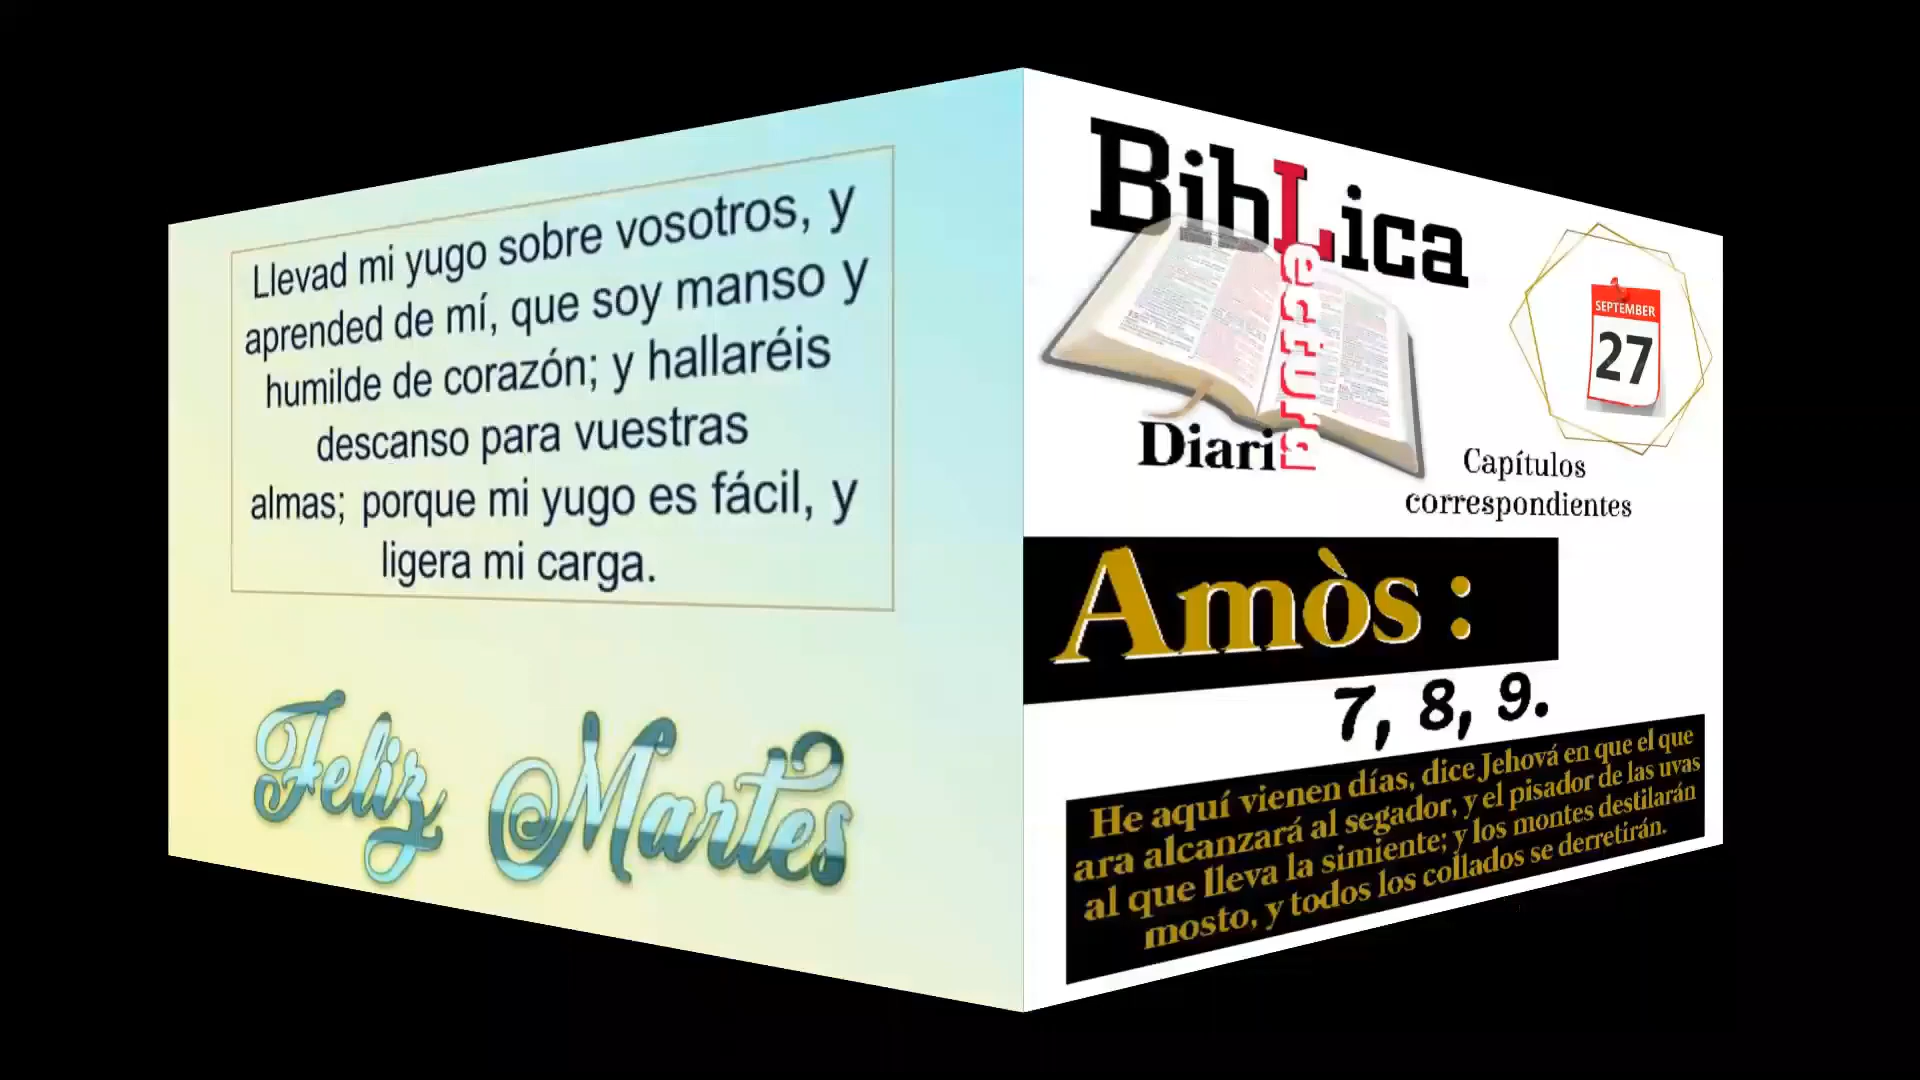 Llevad mi yugo sobre vosotros, y
aprended de mí, que soy manso y
humilde de corazón; y hallaréis
descanso para vuestras
almas; porque mi yugo es fácil, y
ligera mi carga.
Feliz Martes
BibLica
Lectura
Diaria
SEPTEMBER
27
Capítulos
correspondientes
Amòs :
7, 8, 9.
He aquí vienen días, dice Jehová en que el que
ara alcanzará al segador, y el pisador de las uvas
al que lleva la simiente; y los montes destilarán
mosto, y todos los collados se derretirán.